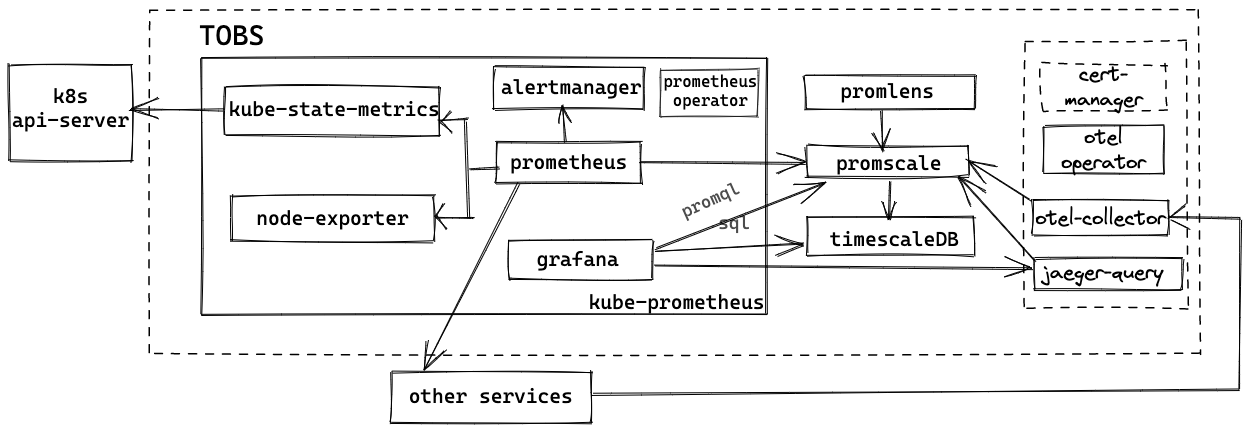 TOBS
k8s
api-server
kube-state-metrics
alertmanager
prometheus
operator
prometheus
node-exporter
grafana
kube-prometheus
promql
sql
promlens
promscale
timescaleDB
cert-
manager
otel
operator
otel-collector
jaeger-query
other services